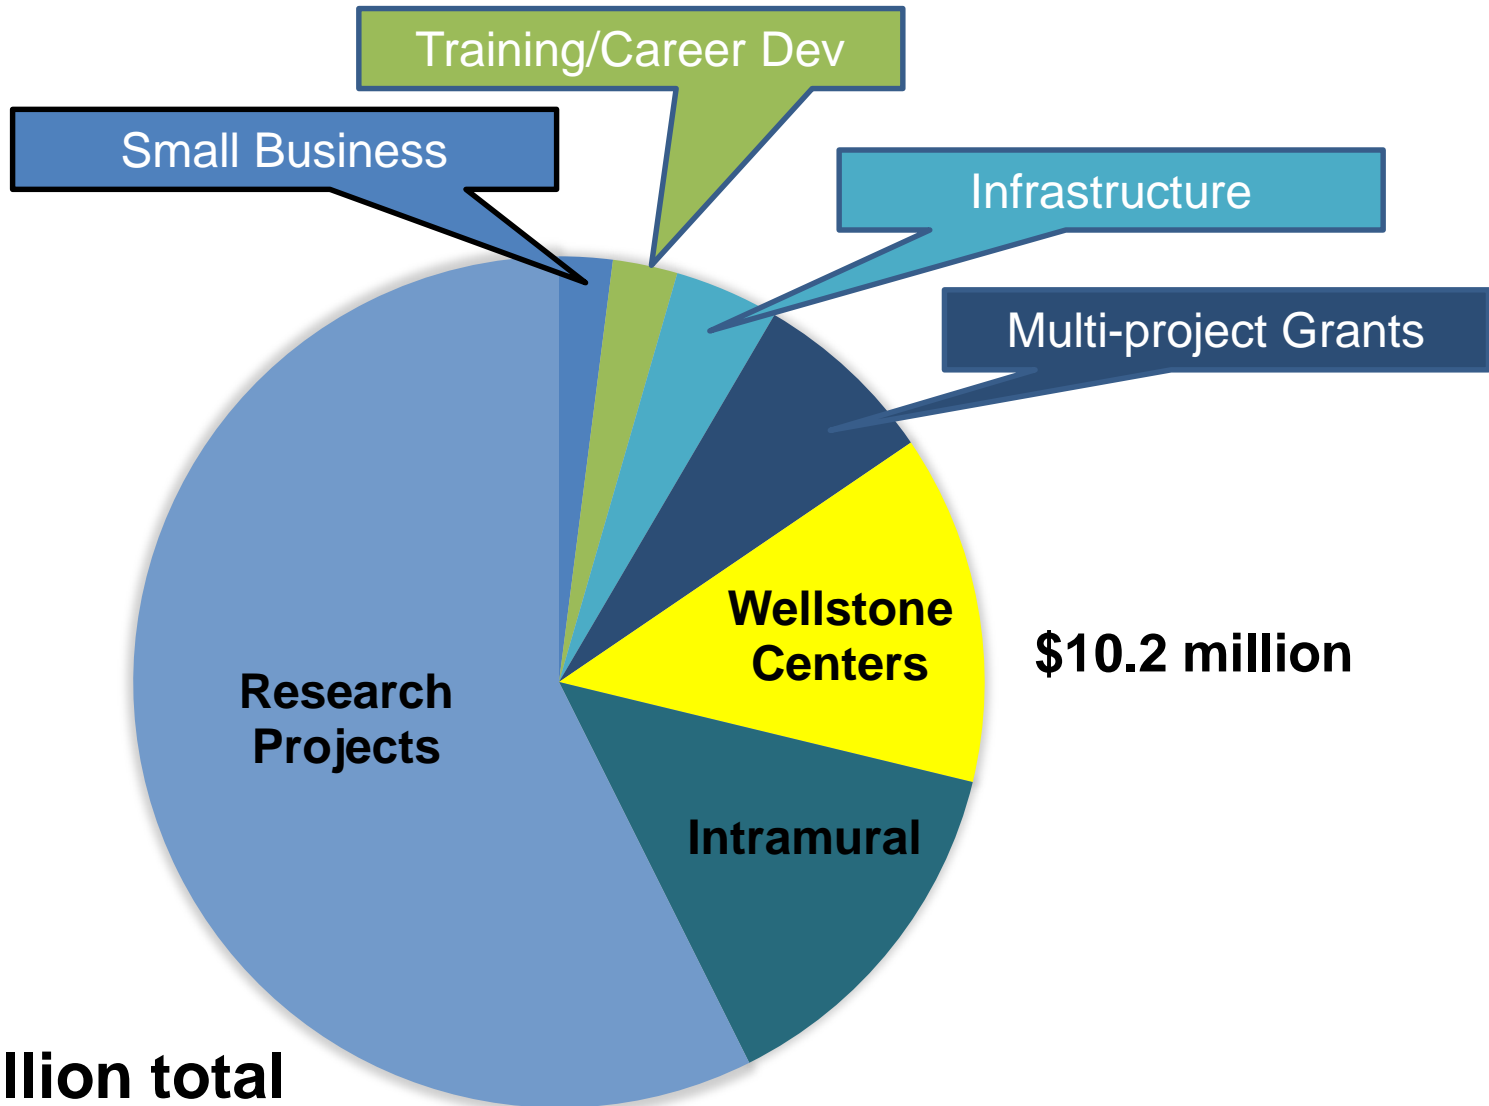 Training/Career Dev
Small Business
Infrastructure
Multi-project Grants
Wellstone
Centers
$10.2 million
Research
Projects
Intramural
llion total